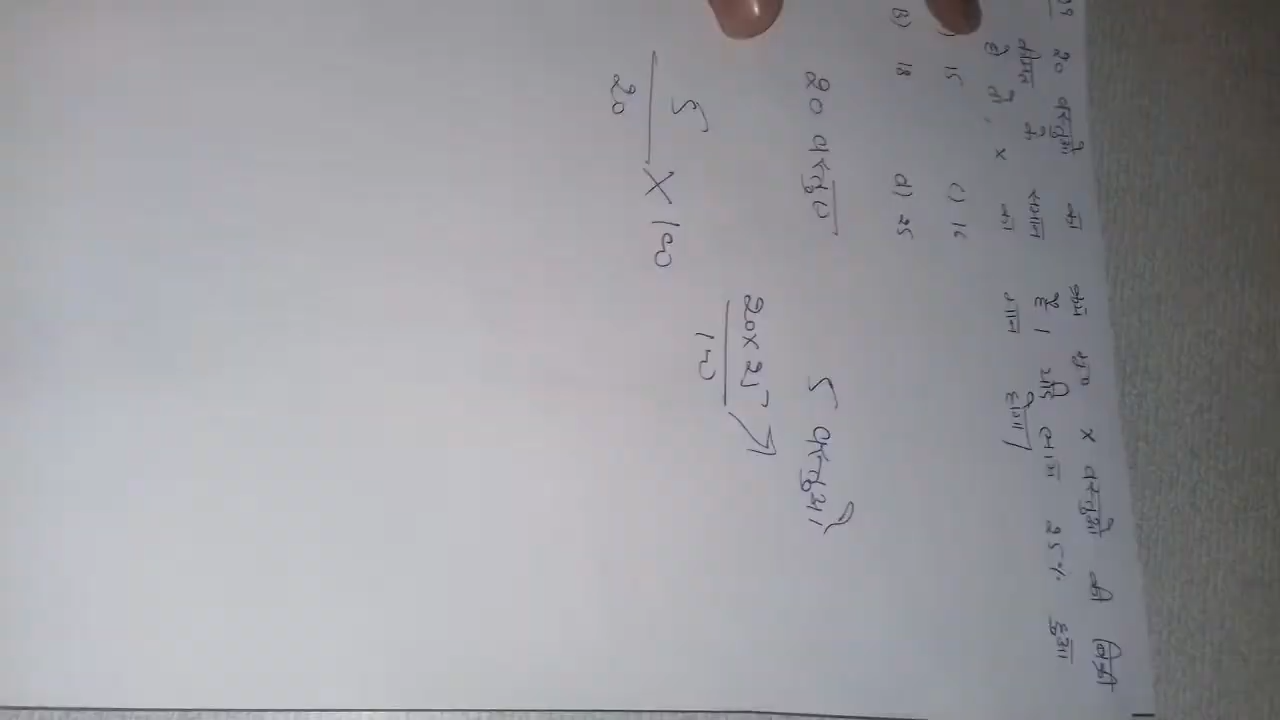 20 वस्तुओं का क्रय मूल्य x वस्तुओं की बिक्री
कीमत के समान है। यदि लाभ 25% हुआ
हो तो, x का मान होगा
15 c) 16
B) 18 d) 25
20 वस्तुए 5 वस्तुओं
20 x 25
100
5
20 x 100